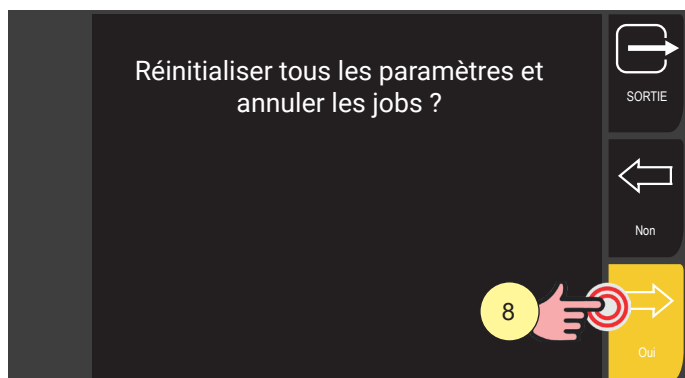 Réinitialiser tous les paramètres et
annuler les jobs ?
SORTIE
Non
8
Oui